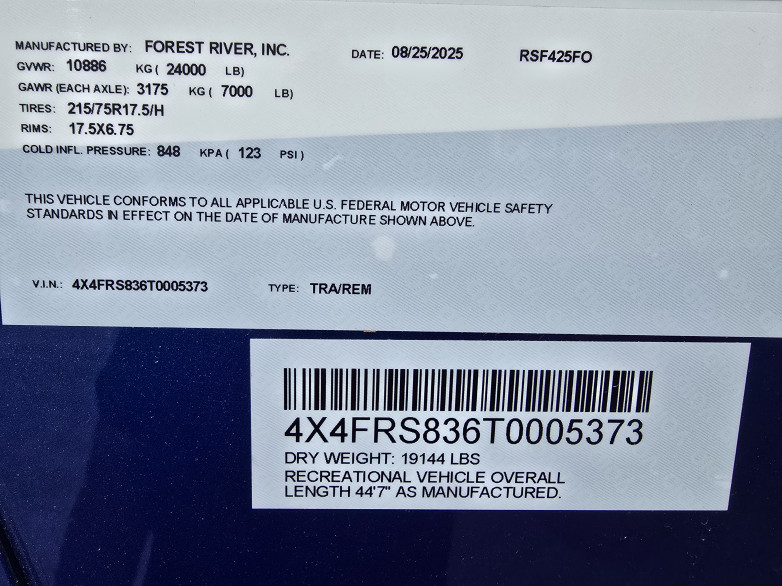 MANUFACTURED BY: FOREST RIVER, INC. DATE: 08/25/2025 RSF425FO
GVWR: 10886 KG ( 24000 LB)
GAWR (EACH AXLE): 3175 KG ( 7000 LB)
TIRES: 215/75R17.5/H
RIMS: 17.5X6.75
COLD INFL. PRESSURE: 848 KPA ( 123 PSI )
THIS VEHICLE CONFORMS TO ALL APPLICABLE U.S. FEDERAL MOTOR VEHICLE SAFETY
STANDARDS IN EFFECT ON THE DATE OF MANUFACTURE SHOWN ABOVE.
V.I.N.: 4X4FRS836T0005373 TYPE: TRA/REM
4X4FRS836T0005373
DRY WEIGHT: 19144 LBS
RECREATIONAL VEHICLE OVERALL
LENGTH 44'7" AS MANUFACTURED.